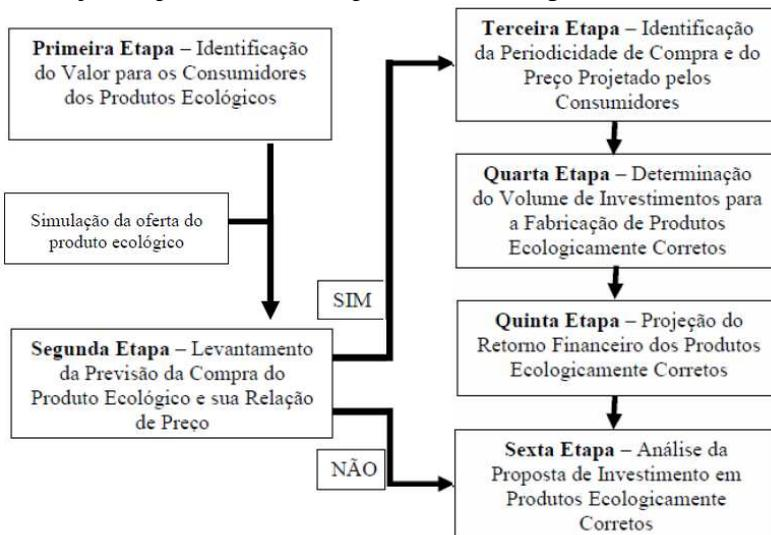 Primeira Etapa – Identificação
do Valor para os Consumidores
dos Produtos Ecológicos
Simulação da oferta do
produto ecológico
Segunda Etapa – Levantamento
da Previsão da Compra do
Produto Ecológico e sua Relação
de Preço
SIM
NÃO
Terceira Etapa – Identificação
da Periodicidade de Compra e do
Preço Projetado pelos
Consumidores
Quarta Etapa – Determinação
do Volume de Investimentos para
a Fabricação de Produtos
Ecologicamente Corretos
Quinta Etapa – Projeção do
Retorno Financeiro dos Produtos
Ecologicamente Corretos
Sexta Etapa – Análise da
Proposta de Investimento em
Produtos Ecologicamente
Corretos